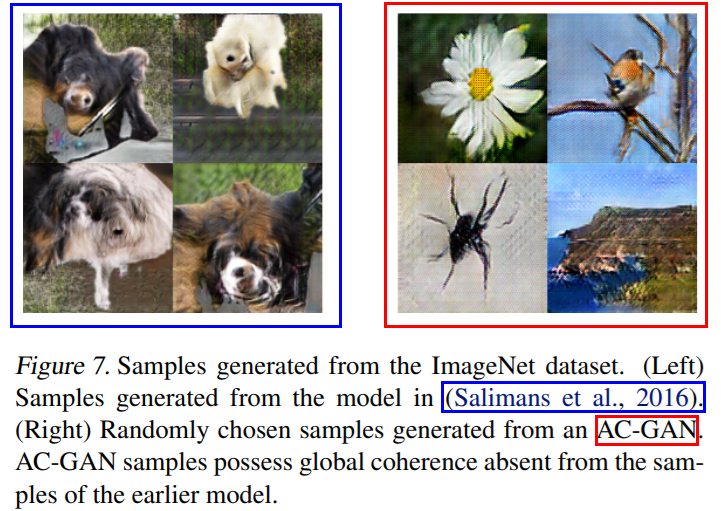 Figure 7. Samples generated from the ImageNet dataset. (Left)
Samples generated from the model in (Salimans et al., 2016).
(Right) Randomly chosen samples generated from an AC-GAN.
AC-GAN samples possess global coherence absent from the sam-
ples of the earlier model.